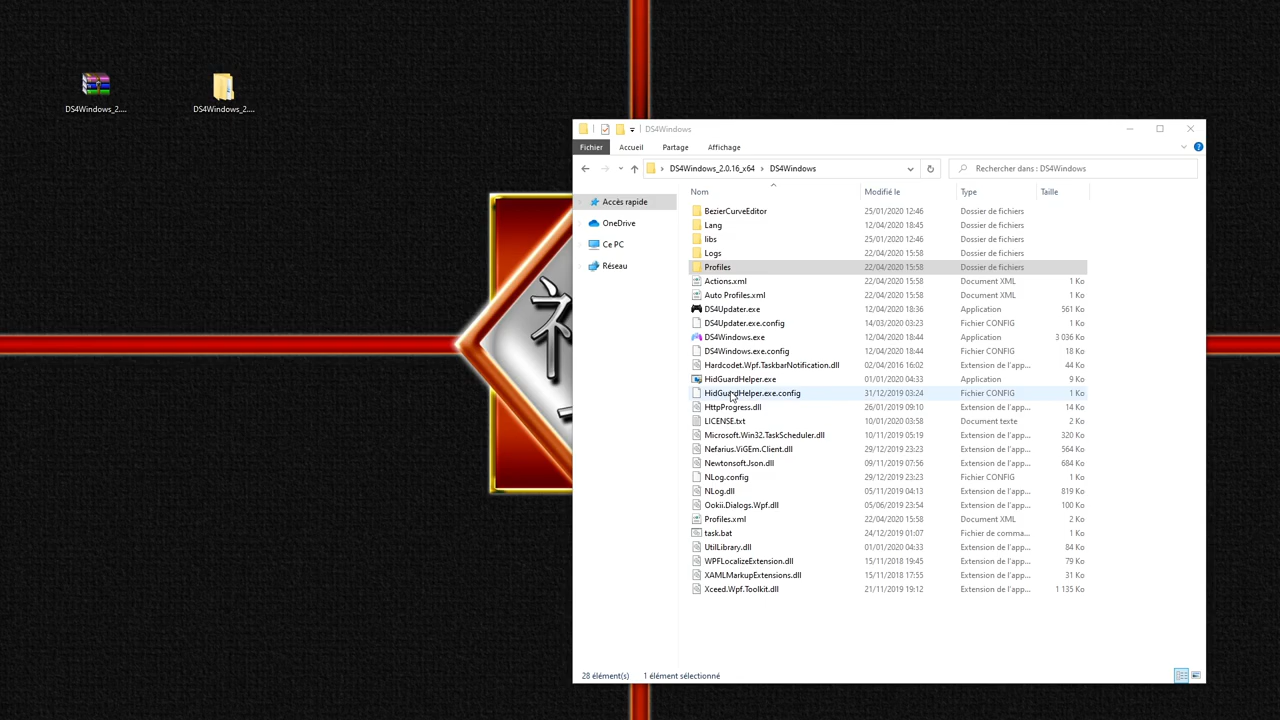 DS4Windows_2....
DS4Windows_2....
DS4Windows
Fichier Accueil Partage Affichage
DS4Windows_2.0.16_x64 > DS4Windows
Rechercher dans : DS4Windows
Accès rapide
OneDrive
Ce PC
Réseau
Nom Modifié le Type Taille
BezierCurveEditor 25/01/2020 12:46 Dossier de fichiers
Lang 12/04/2020 18:45 Dossier de fichiers
libs 25/01/2020 12:46 Dossier de fichiers
Logs 22/04/2020 15:58 Dossier de fichiers
Profiles 22/04/2020 15:58 Dossier de fichiers
Actions.xml 22/04/2020 15:58 Document XML 1 Ko
Auto Profiles.xml 22/04/2020 15:58 Document XML 1 Ko
DS4Updater.exe 12/04/2020 18:36 Application 561 Ko
DS4Updater.exe.config 14/03/2020 03:23 Fichier CONFIG 1 Ko
DS4Windows.exe 12/04/2020 18:44 Application 3 036 Ko
DS4Windows.exe.config 12/04/2020 18:44 Fichier CONFIG 18 Ko
Hardcodet.Wpf.TaskbarNotification.dll 02/04/2016 16:02 Extension de l'app... 44 Ko
HidGuardHelper.exe 01/01/2020 04:33 Application 9 Ko
HidGuardHelper.exe.config 31/12/2019 03:24 Fichier CONFIG 1 Ko
HttpProgress.dll 26/01/2019 09:10 Extension de l'app... 14 Ko
LICENSE.txt 10/01/2020 03:58 Document texte 2 Ko
Microsoft.Win32.TaskScheduler.dll 10/11/2019 05:19 Extension de l'app... 320 Ko
Nefarius.ViGEm.Client.dll 29/12/2019 23:23 Extension de l'app... 564 Ko
Newtonsoft.Json.dll 09/11/2019 07:56 Extension de l'app... 684 Ko
NLog.config 29/12/2019 23:23 Fichier CONFIG 1 Ko
NLog.dll 05/11/2019 04:13 Extension de l'app... 819 Ko
Ookii.Dialogs.Wpf.dll 05/06/2019 23:54 Extension de l'app... 100 Ko
Profiles.xml 22/04/2020 15:58 Document XML 2 Ko
task.bat 24/12/2019 01:07 Fichier de comma... 1 Ko
UtilLibrary.dll 01/01/2020 04:33 Extension de l'app... 84 Ko
WPFLocalizeExtension.dll 15/11/2018 19:45 Extension de l'app... 79 Ko
XAMLMarkupExtensions.dll 15/11/2018 17:55 Extension de l'app... 31 Ko
Xceed.Wpf.Toolkit.dll 21/11/2019 19:12 Extension de l'app... 1 135 Ko
28 élément(s) 1 élément sélectionné